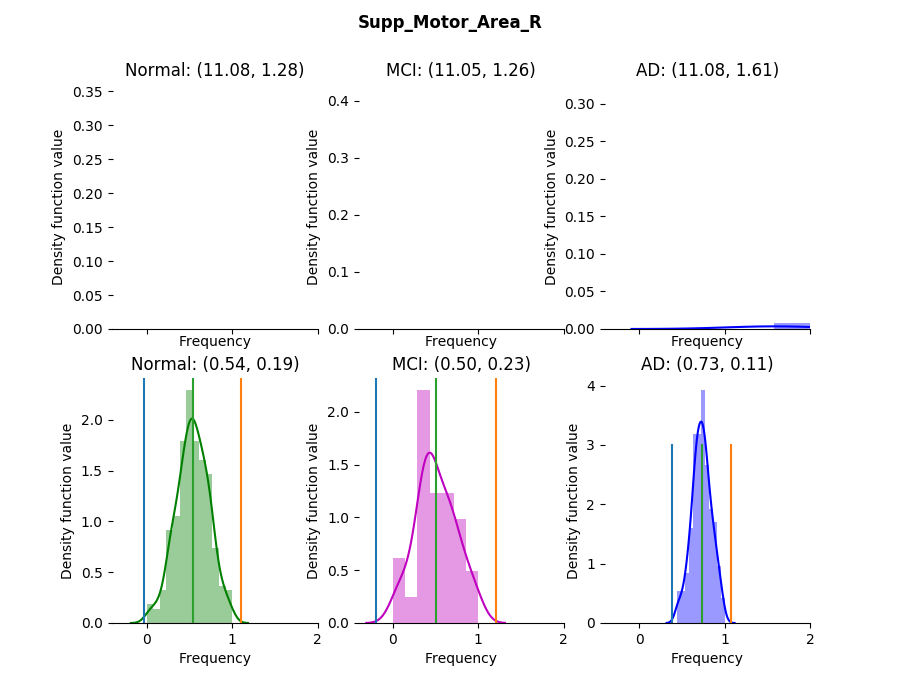 Supp_Motor_Area_R
Normal: (11.08, 1.28)
MCI: (11.05, 1.26)
AD: (11.08, 1.61)
0.35
0.30
0.25
0.20
0.15
0.10
0.05
0.00
Density function value
Frequency
0.4
0.3
0.2
0.1
0.0
Density function value
Frequency
0.30
0.25
0.20
0.15
0.10
0.05
0.00
Density function value
Frequency
Normal: (0.54, 0.19)
MCI: (0.50, 0.23)
AD: (0.73, 0.11)
2.0
1.5
1.0
0.5
0.0
Density function value
0 1 2
Frequency
2.0
1.5
1.0
0.5
0.0
Density function value
0 1 2
Frequency
4
3
2
1
0
Density function value
0 1 2
Frequency